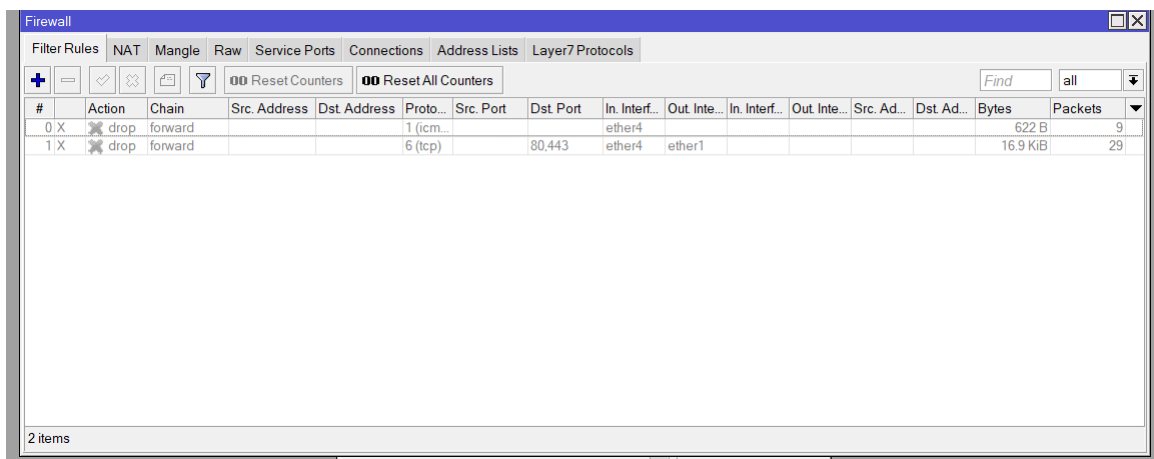 Firewall
Filter Rules NAT Mangle Raw Service Ports Connections Address Lists Layer7 Protocols
00 Reset Counters 00 Reset All Counters Find all
# Action Chain Src. Address Dst. Address Proto... Src. Port Dst. Port In. Interf... Out. Inte... In. Interf... Out. Inte... Src. Ad... Dst. Ad... Bytes Packets
0 X drop forward 1 (icm... ether4 622 B 9
1 X drop forward 6 (tcp) 80,443 ether4 ether1 16.9 KiB 29
2 items